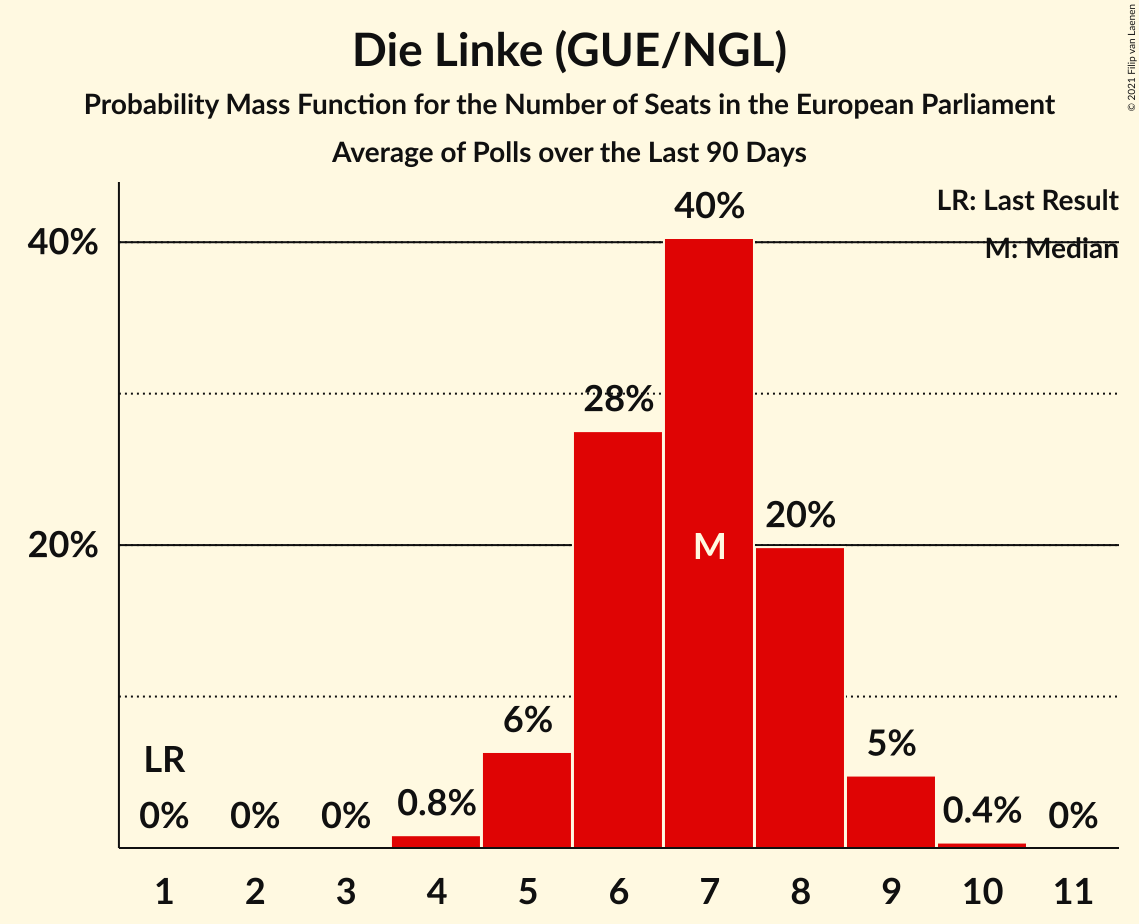 © 2021 Filip van Laenen
Die Linke (GUE/NGL)
Probability Mass Function for the Number of Seats in the European Parliament
Average of Polls over the Last 90 Days
LR: Last Result
M: Median
40%
40%
28%
20%
20%
M
6%
5%
LR
0% 0% 0% 0.8% 0.4% 0%
1 2 3 4 5 6 7 8 9 10 11